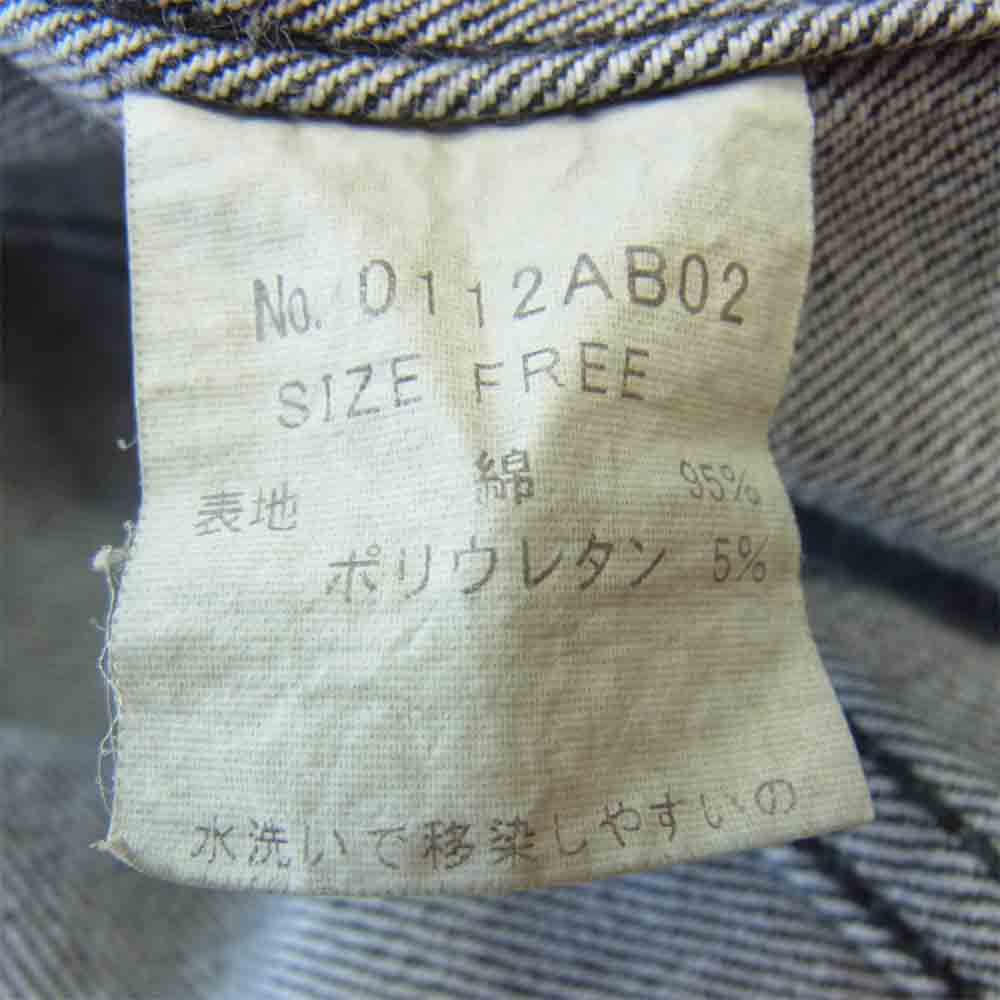 No. 0112AB02
SIZE FREE
表地 綿 95%
ポリウレタン 5%
水洗いで移染しやすいの